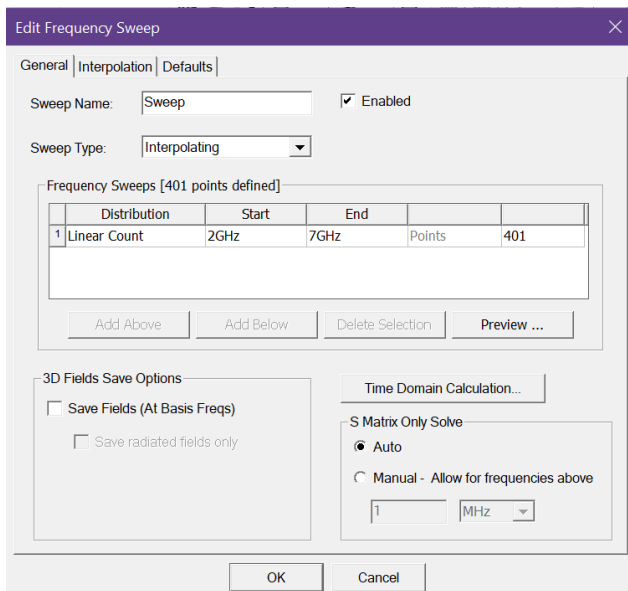 Edit Frequency Sweep
General Interpolation Defaults
Sweep Name: Sweep Enabled
Sweep Type: Interpolating
Frequency Sweeps [401 points defined]
Distribution Start End
1 Linear Count 2GHz 7GHz Points 401
Add Above Add Below Delete Selection Preview ...
3D Fields Save Options
Save Fields (At Basis Freqs)
Save radiated fields only
Time Domain Calculation...
S Matrix Only Solve
Auto
Manual - Allow for frequencies above
1 MHz
OK Cancel